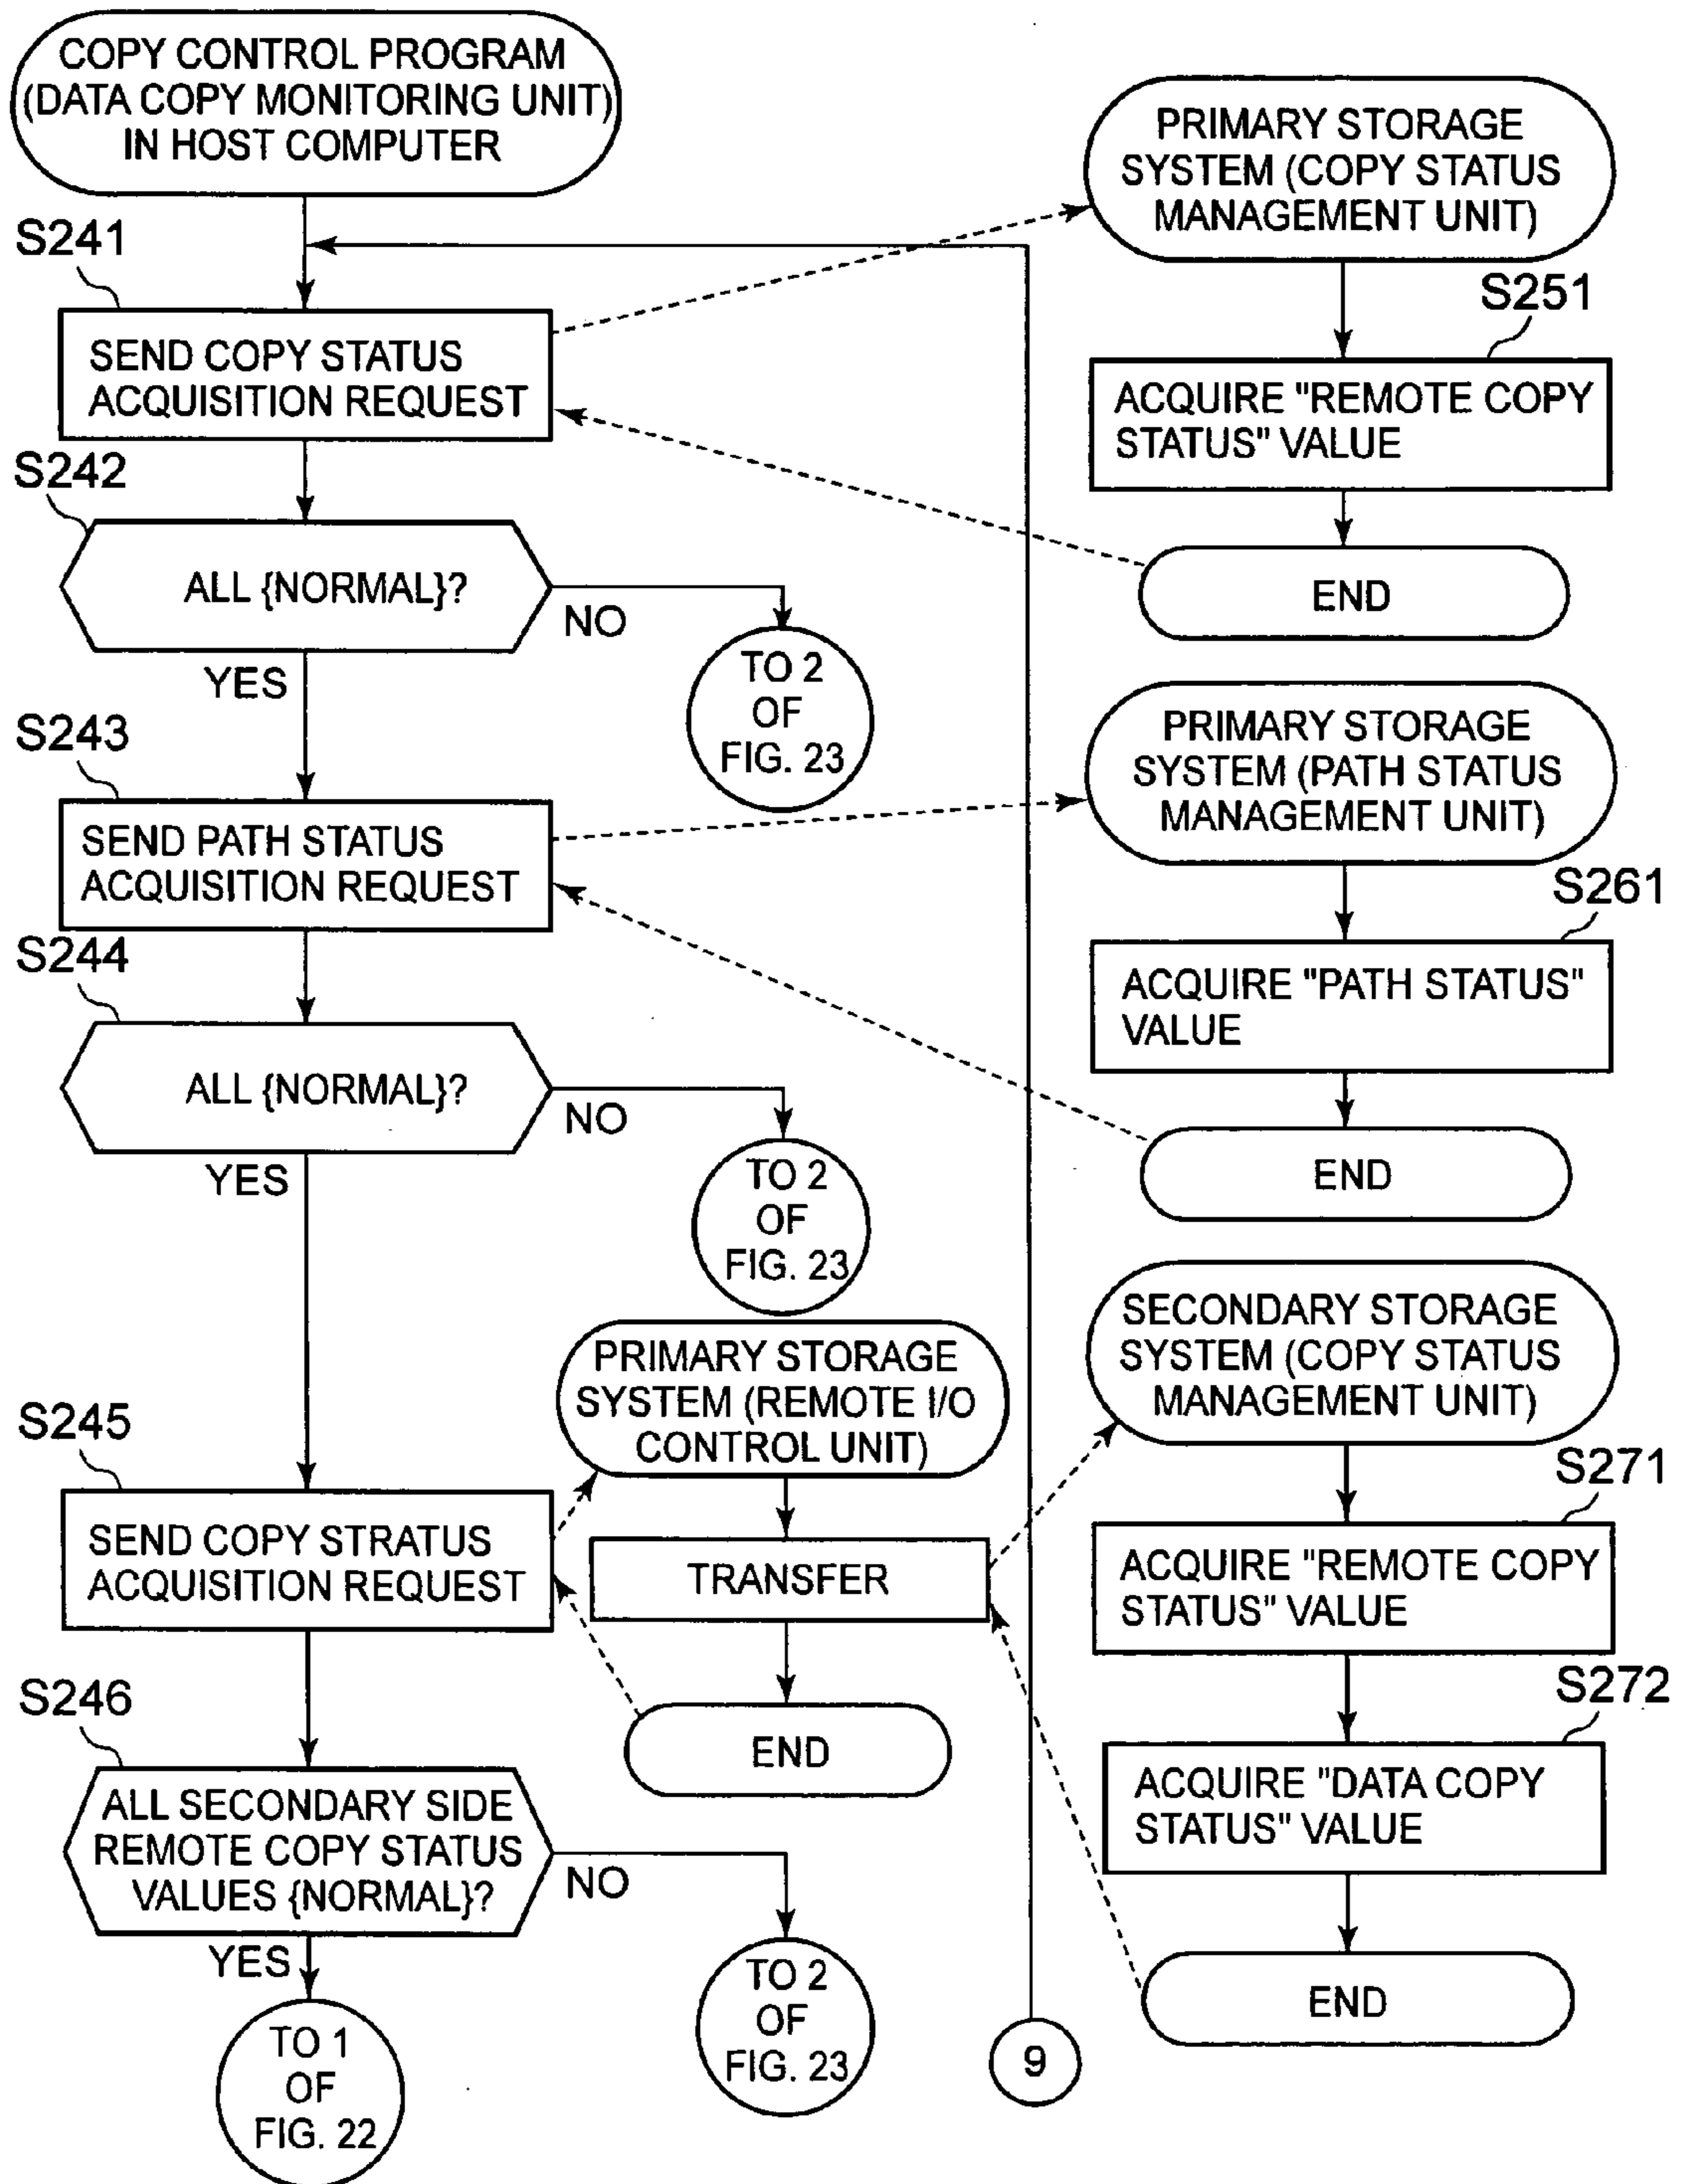 COPY CONTROL PROGRAM
(DATA COPY MONITORING UNIT)
IN HOST COMPUTER
S241
SEND COPY STATUS
ACQUISITION REQUEST
S242
ALL {NORMAL}?
NO
YES
TO 2
OF
FIG. 23
S243
SEND PATH STATUS
ACQUISITION REQUEST
S244
ALL {NORMAL}?
NO
YES
TO 2
OF
FIG. 23
S245
SEND COPY STRATUS
ACQUISITION REQUEST
S246
ALL SECONDARY SIDE
REMOTE COPY STATUS
VALUES {NORMAL}?
NO
YES
TO 2
OF
FIG. 23
TO 1
OF
FIG. 22
PRIMARY STORAGE
SYSTEM (REMOTE I/O
CONTROL UNIT)
TRANSFER
END
9
PRIMARY STORAGE
SYSTEM (COPY STATUS
MANAGEMENT UNIT)
S251
ACQUIRE "REMOTE COPY
STATUS" VALUE
END
PRIMARY STORAGE
SYSTEM (PATH STATUS
MANAGEMENT UNIT)
S261
ACQUIRE "PATH STATUS"
VALUE
END
SECONDARY STORAGE
SYSTEM (COPY STATUS
MANAGEMENT UNIT)
S271
ACQUIRE "REMOTE COPY
STATUS" VALUE
S272
ACQUIRE "DATA COPY
STATUS" VALUE
END